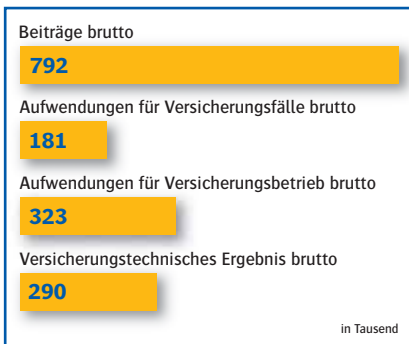 Beiträge brutto
792
Aufwendungen für Versicherungsfälle brutto
181
Aufwendungen für Versicherungsbetrieb brutto
323
Versicherungstechnisches Ergebnis brutto
290
in Tausend